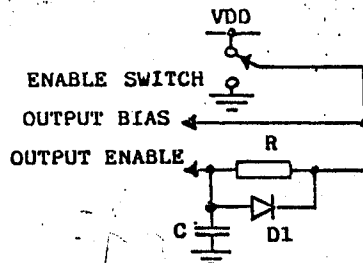 VDD
ENABLE SWITCH
OUTPUT BIAS
OUTPUT ENABLE
R
C
D1